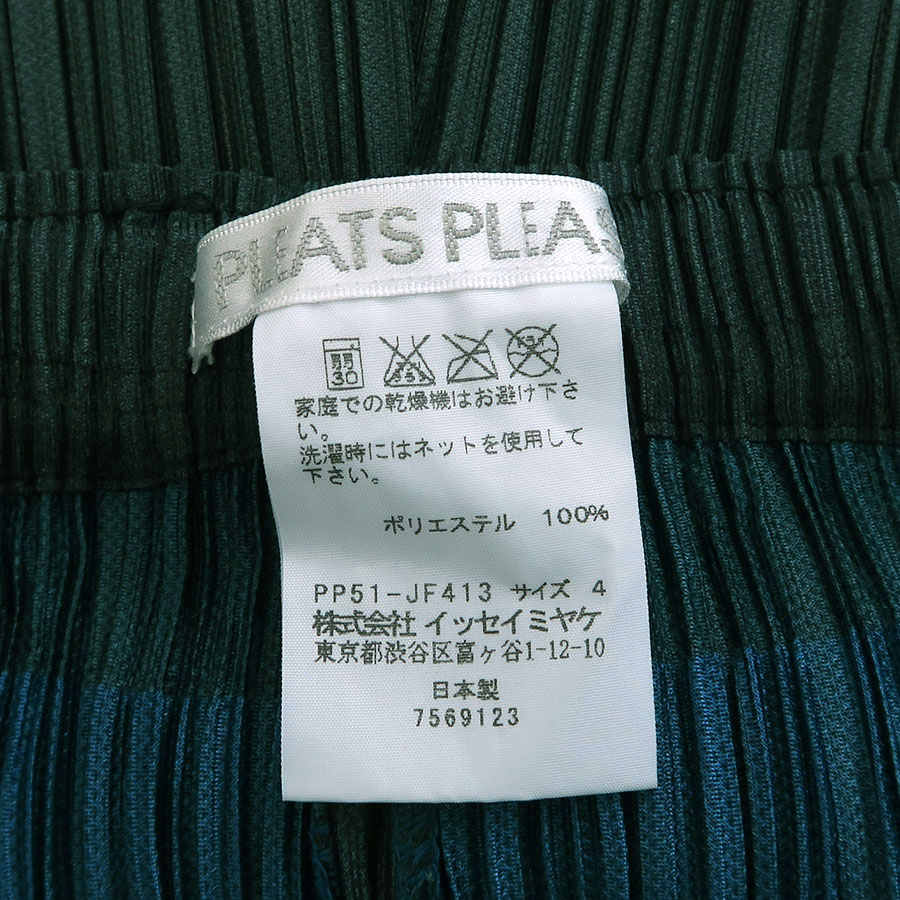 PLEATS PLEAS
弱
30
家庭での乾燥機はお避け下さ
い。
洗濯時にはネットを使用して
下さい。
ポリエステル 100%
PP51-JF413 サイズ 4
株式会社 イッセイミヤケ
東京都渋谷区富ヶ谷1-12-10
日本製
7569123